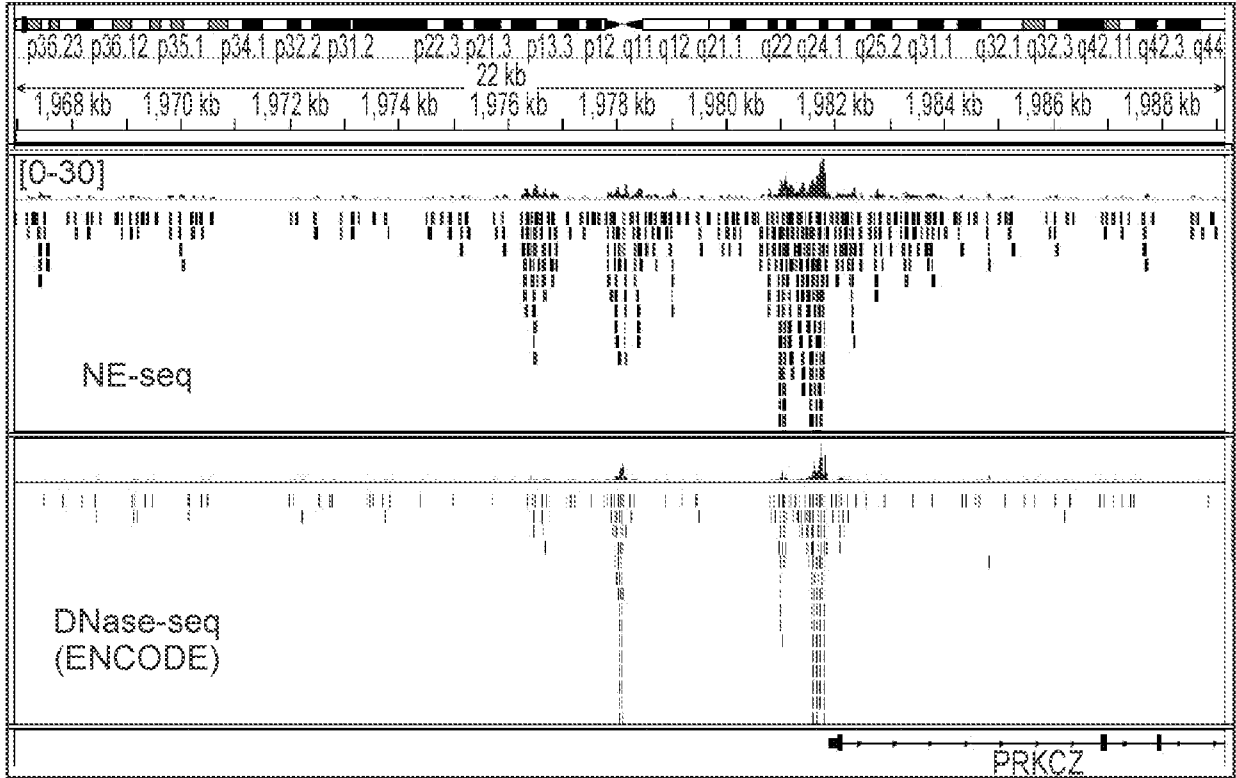 p36.23 p36.12 p35.1 p34.1 p32.2 p31.2 p22.3 p21.3 p13.3 p12 q11 q12 q21.1 q22 q24.1 q25.2 q31.1 q32.1 q32.3 q42.11 q42.3 q44
22 kb
1,968 kb 1,970 kb 1,972 kb 1,974 kb 1,976 kb 1,978 kb 1,980 kb 1,982 kb 1,984 kb 1,986 kb 1,988 kb
[0-30]
NE-seq
DNase-seq
(ENCODE)
PRKCZ